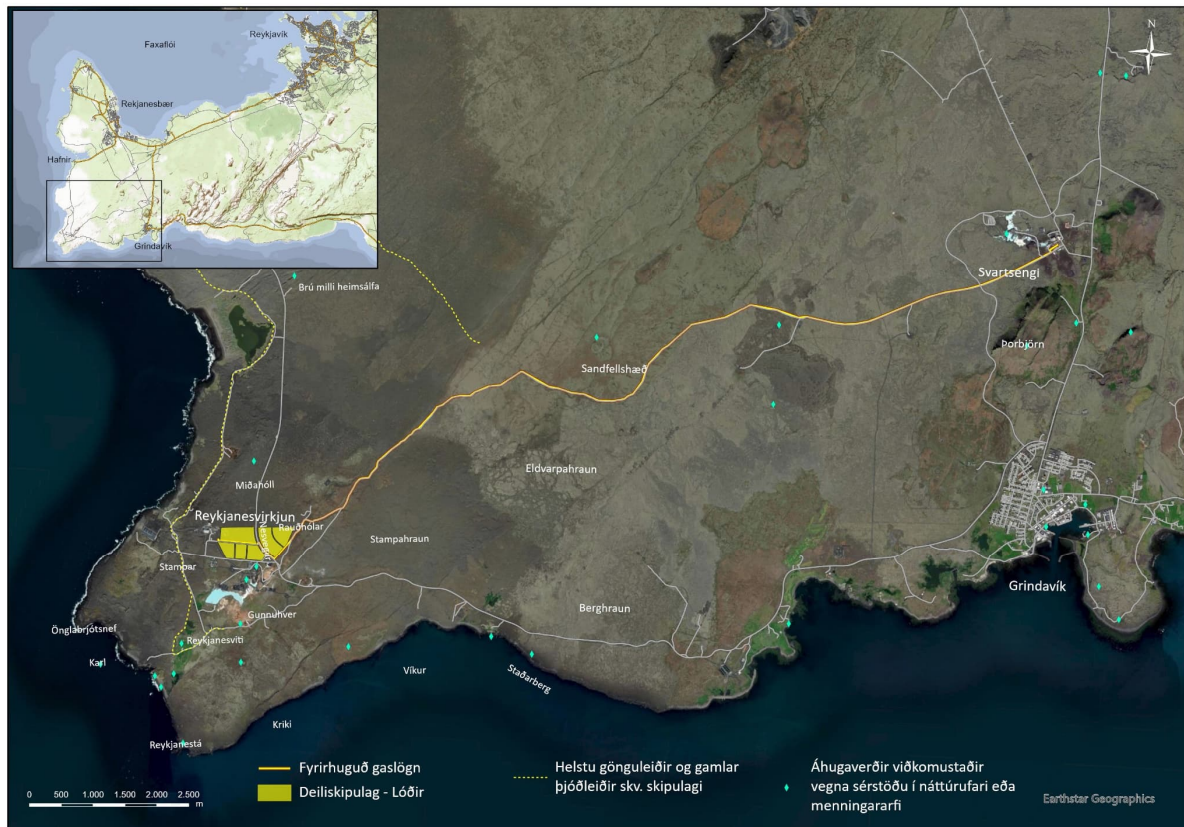 Faxaflói
Reykjavík
Rekjanesbær
Hafnir
Grindavík
N
Brú milli heimsálfa
Svartsengi
Þorbjörn
Sandfellshæð
Eldvarpahraun
Miðahóll
Reykjanesvirkjun
Rauðhólar
Stampahraun
Stampar
Gunnuhver
Berghraun
Grindavík
Önglabrjótsnef
Reykjanesviti
Karl
Víkur
Staðarberg
Kriki
Reykjanestá
Fyrirhuguð gaslögn
Deiliskipulag - Lóðir
Helstu gönguleiðir og gamlar
þjóðleiðir skv. skipulagi
Áhugaverðir viðkomustaðir
vegna sérstöðu í náttúrufari eða
menningararfi
0 500 1.000 1.500 2.000 2.500
m
Earthstar Geographics